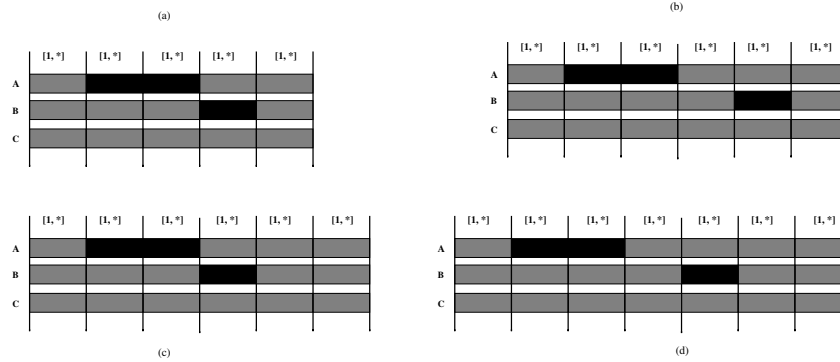 (a)
[1, *] [1, *] [1, *] [1, *] [1, *]
A
B
C
(b)
[1, *] [1, *] [1, *] [1, *] [1, *] [1, *]
A
B
C
[1, *] [1, *] [1, *] [1, *] [1, *] [1, *]
A
B
C
(c)
[1, *] [1, *] [1, *] [1, *] [1, *] [1, *] [1, *]
A
B
C
(d)